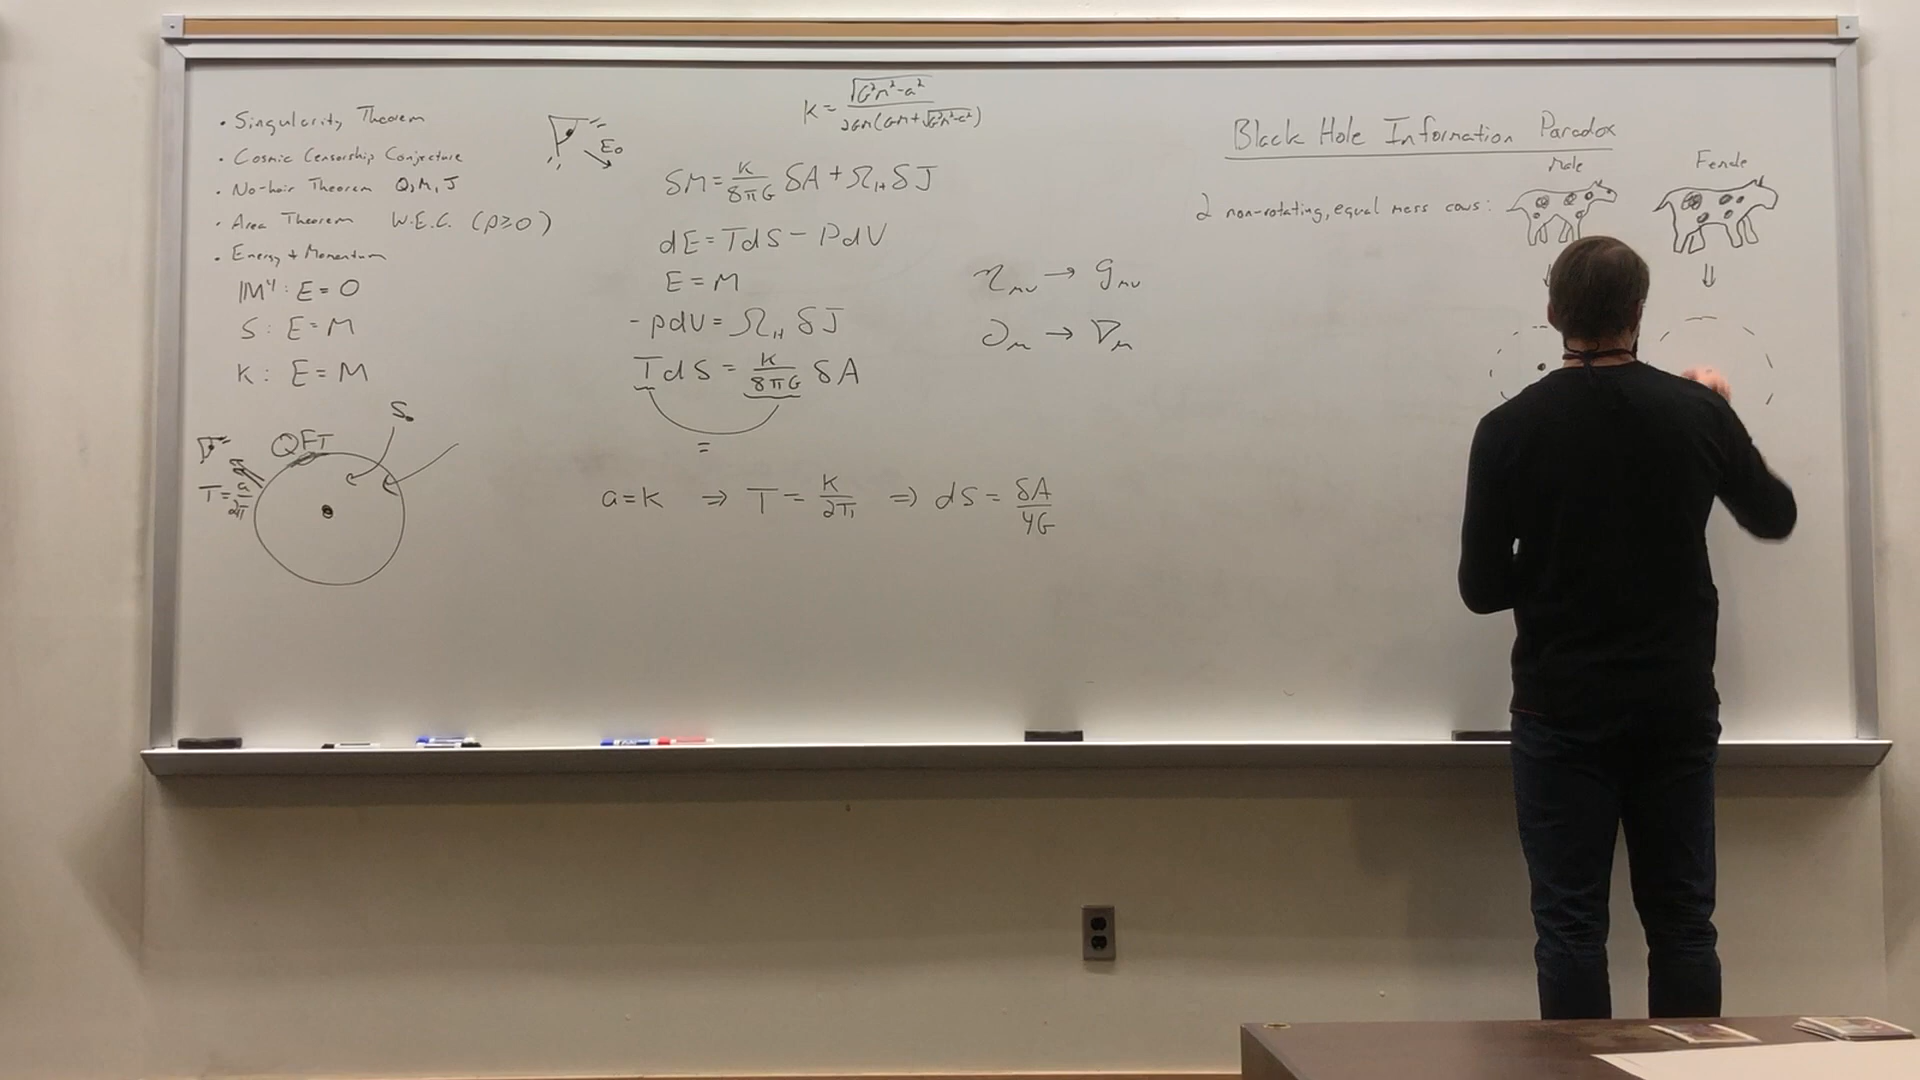 • Singularity Theorem
• Cosmic Censorship Conjecture
• No-hair Theorem Q, M, J
• Area Theorem W.E.C. (ρ≥0)
• Energy + Momentum
IM⁴: E = 0
S: E = M
K: E = M
S.
QFT
T = a/2π
E₀
κ = √(G²M²-a²) / 2GM(GM+√(G²M²-a²))
δM = κ/8πG δA + Ω_H δJ
dE = TdS - PdV
E = M
-pdV = Ω_H δJ
TdS = κ/8πG δA
=
a = κ ⇒ T = κ/2π ⇒ dS = δA/4G
η_μν → g_μν
∂_μ → ∇_μ
Black Hole Information Paradox
Male
Female
2 non-rotating, equal mass cows: